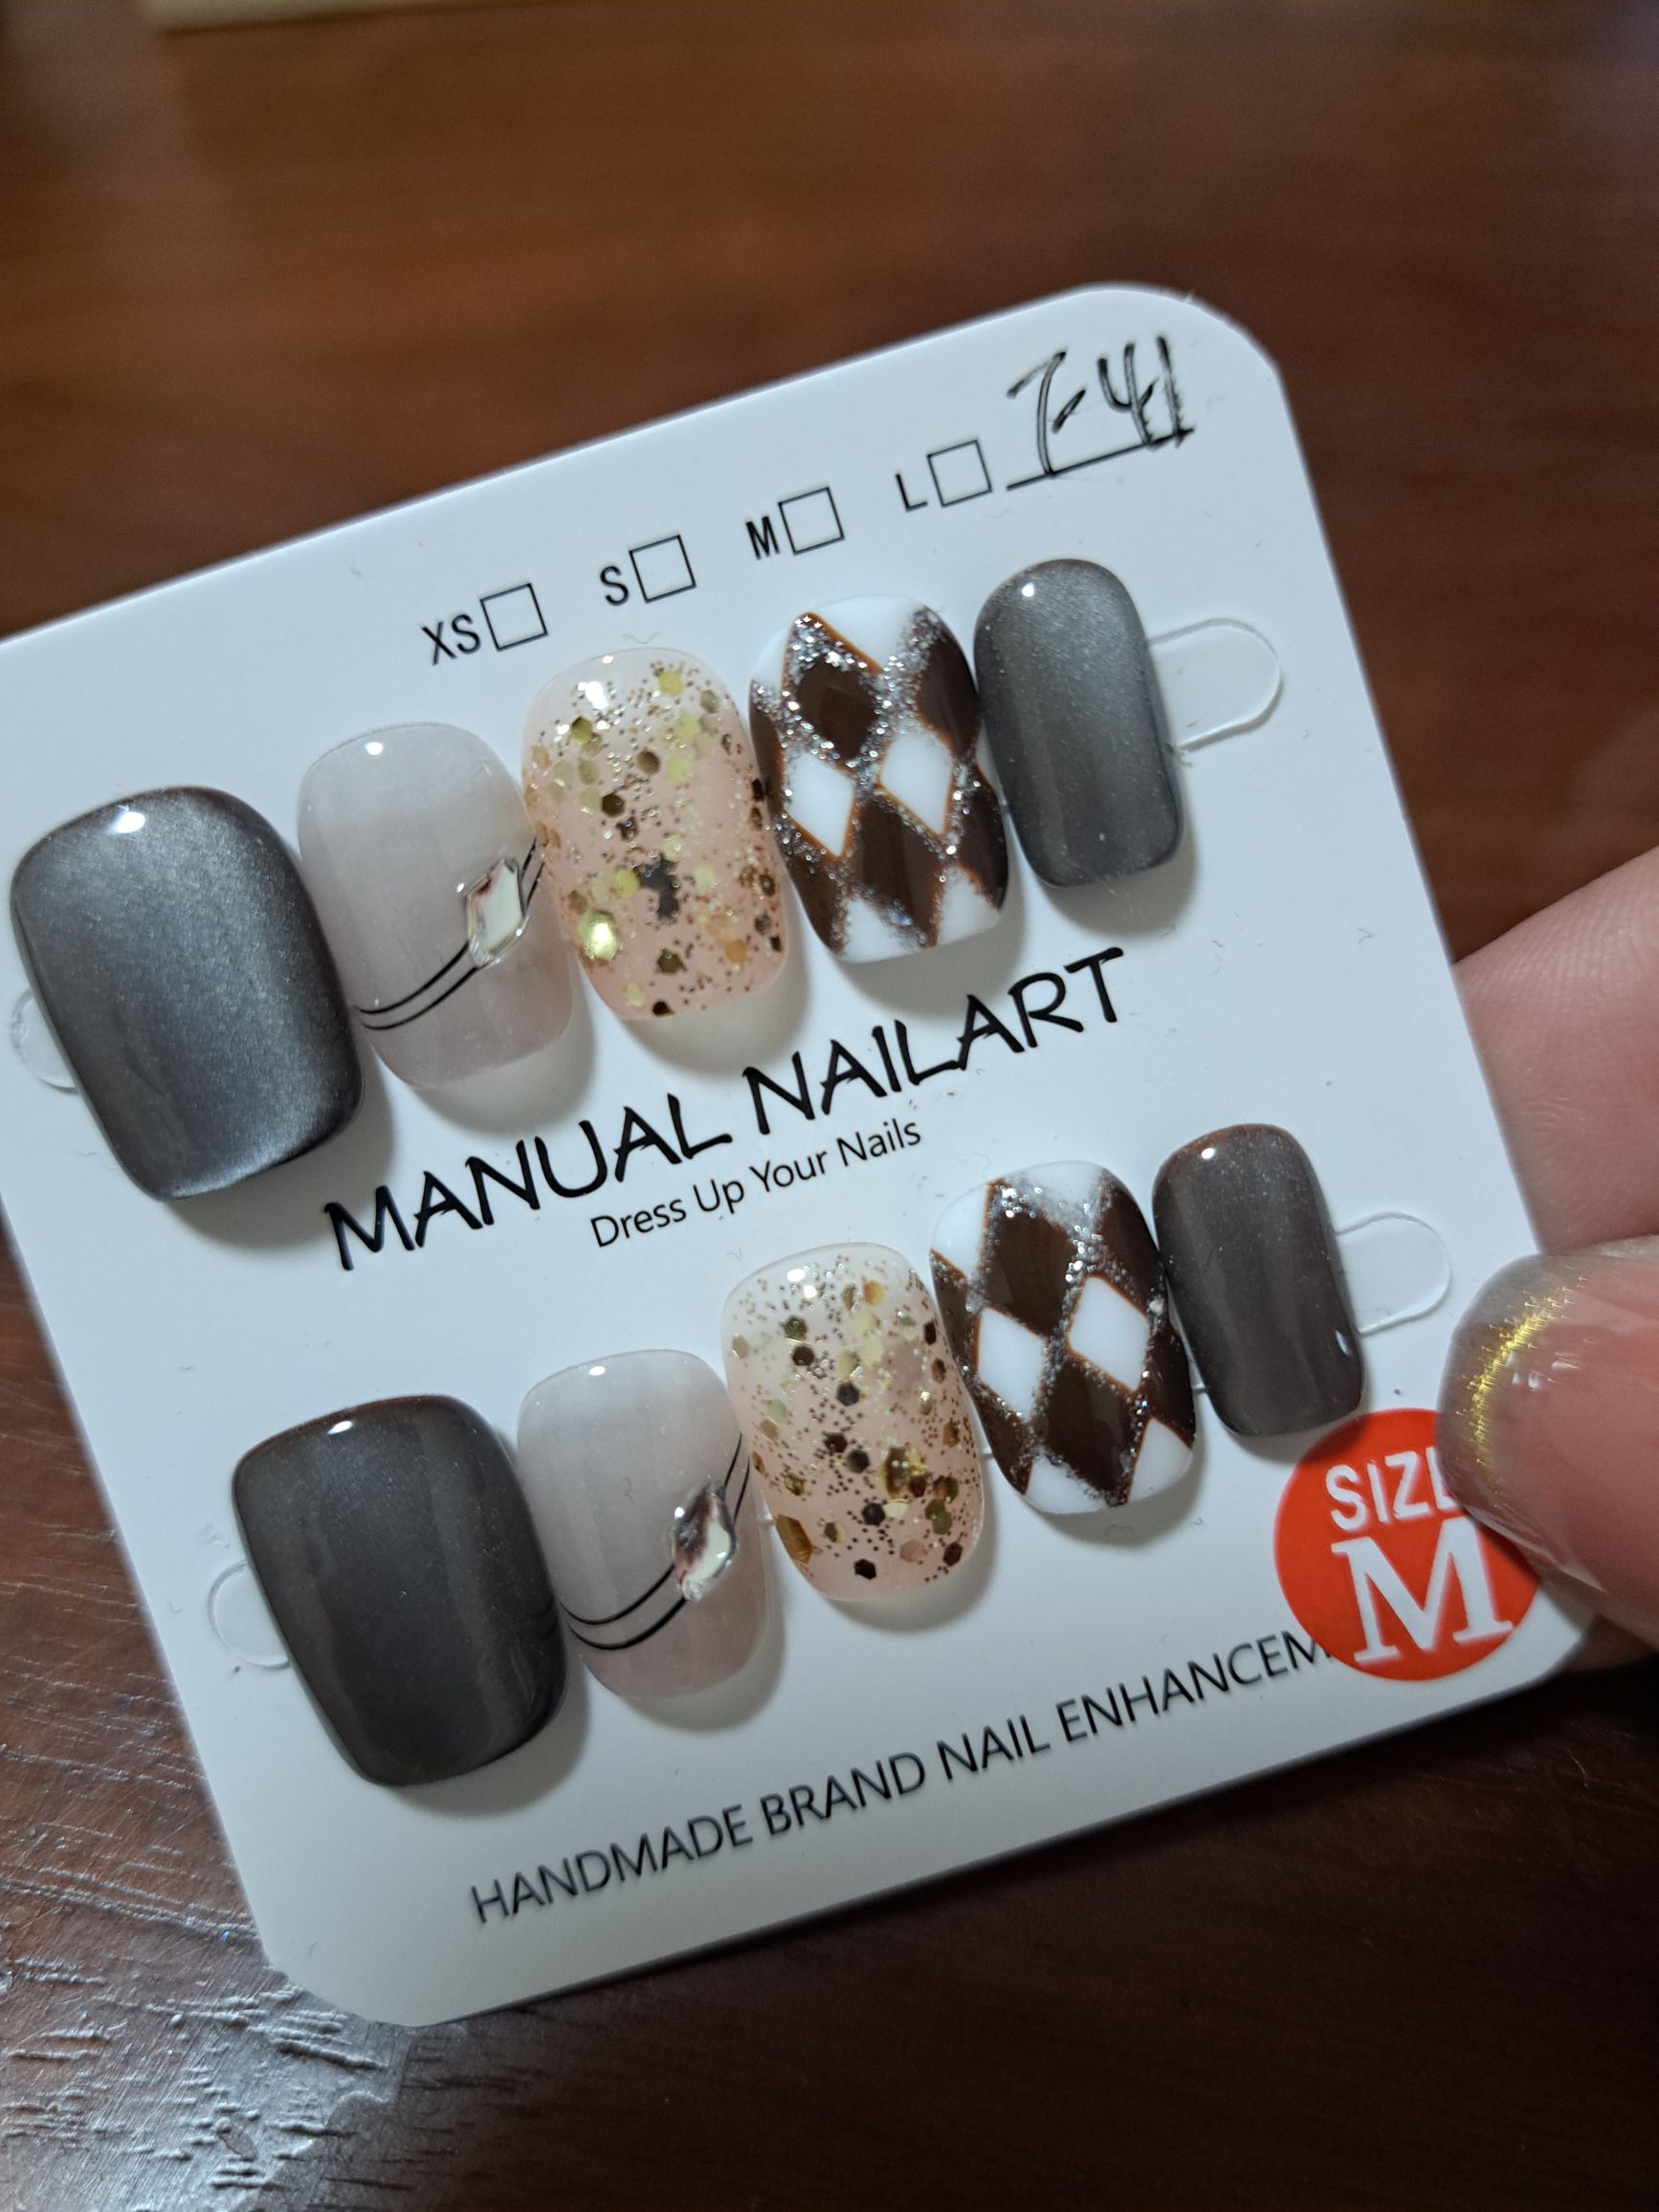 7-41
XS□ S□ M□ L□
MANUAL NAILART
Dress Up Your Nails
SIZE
M
HANDMADE BRAND NAIL ENHANCEM